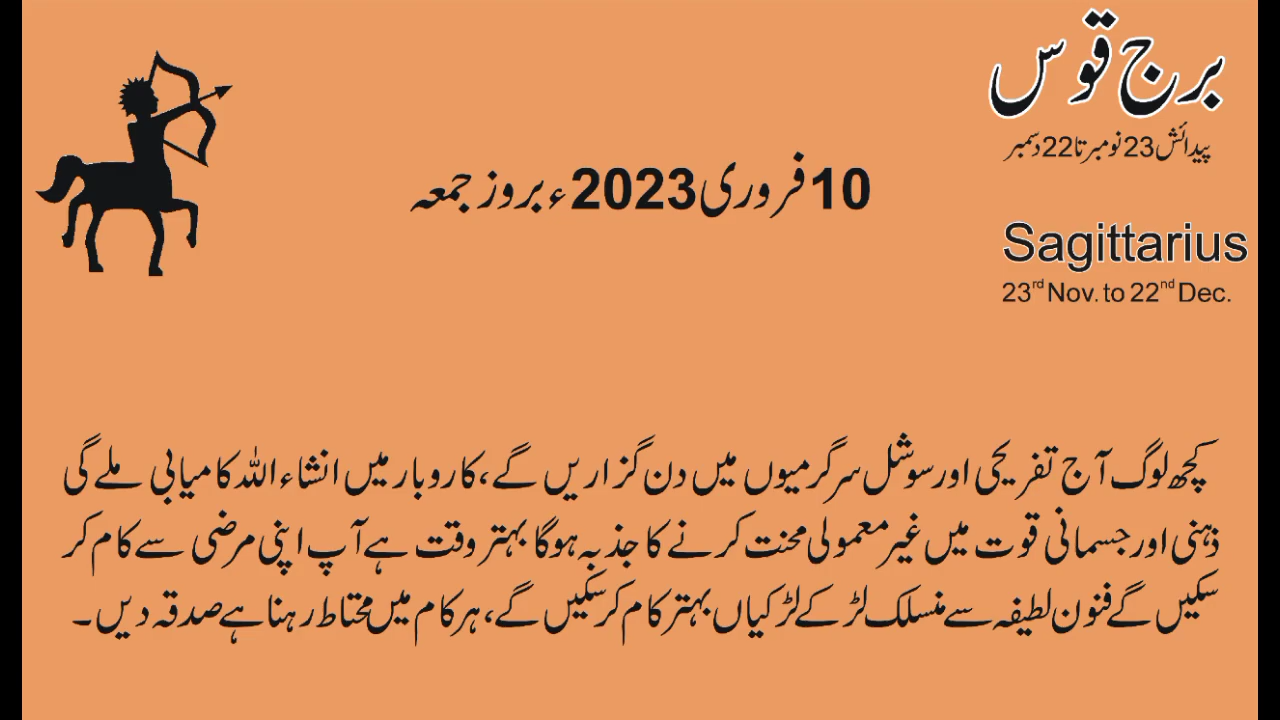 برج قوس
پیدائش 23 نومبر تا 22 دسمبر
10 فروری 2023ء بروز جمعہ
Sagittarius
23rd Nov. to 22nd Dec.
کچھ لوگ آج تفریحی اور سوشل سرگرمیوں میں دن گزاریں گے، کاروبار میں انشاء اللہ کامیابی ملے گی
ذہنی اور جسمانی قوت میں غیر معمولی محنت کرنے کا جذبہ ہوگا بہتر وقت ہے آپ اپنی مرضی سے کام کر
سکیں گے فنون لطیفہ سے منسلک لڑکے لڑکیاں بہتر کام کر سکیں گے، ہر کام میں محتاط رہنا ہے صدقہ دیں۔